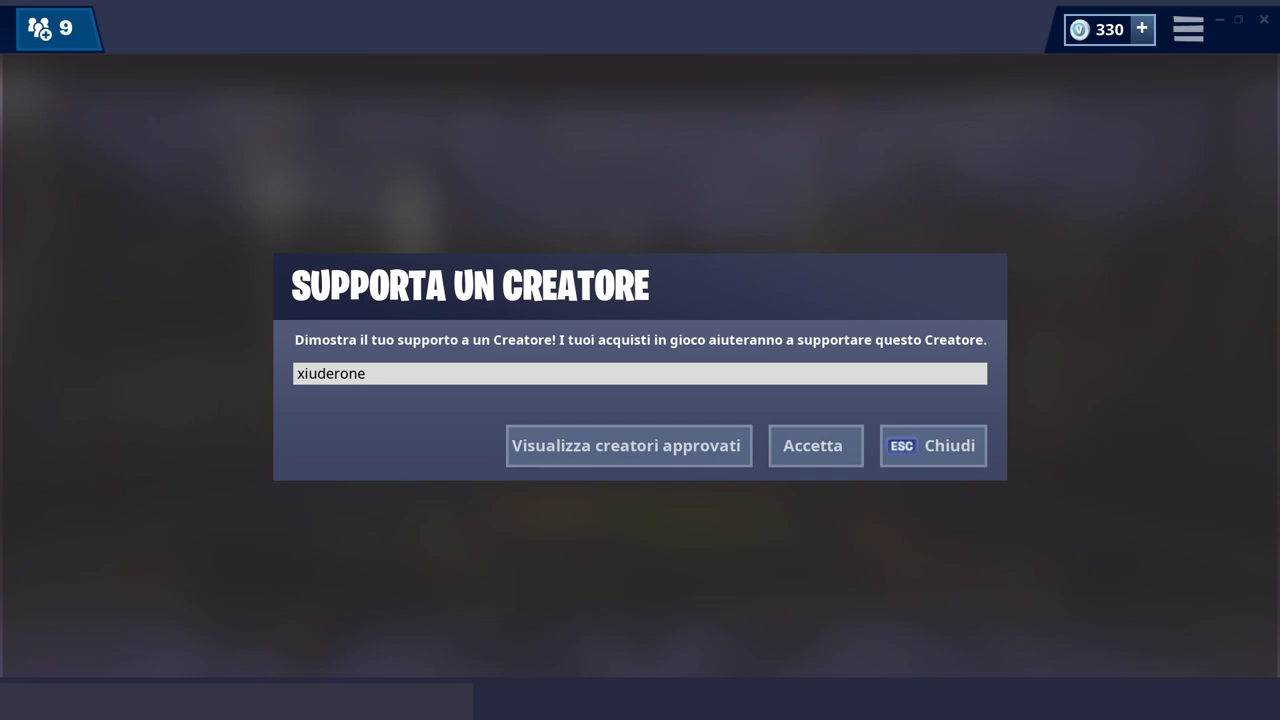 9
330 +
SUPPORTA UN CREATORE
Dimostra il tuo supporto a un Creatore! I tuoi acquisti in gioco aiuteranno a supportare questo Creatore.
xiuderone
Visualizza creatori approvati Accetta ESC Chiudi